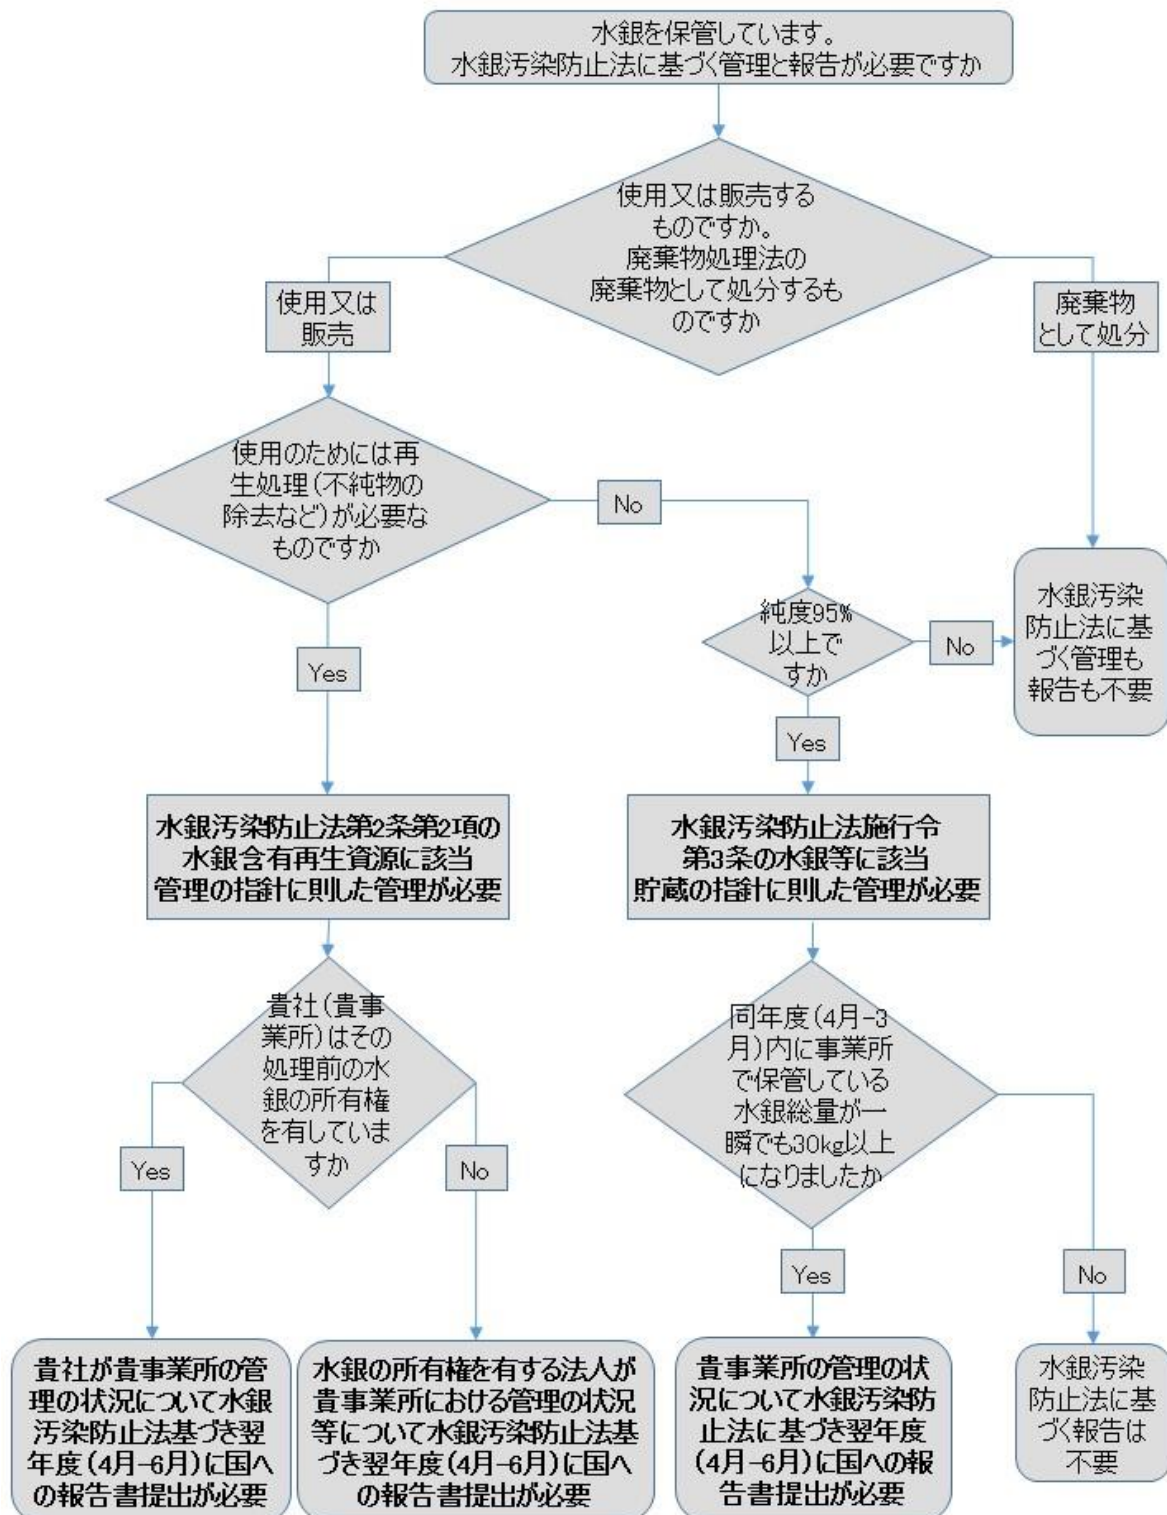 水銀を保管しています。
水銀汚染防止法に基づく管理と報告が必要ですか
使用又は販売する
ものですか。
廃棄物処理法の
廃棄物として処分するも
のですか
使用又は
販売
廃棄物
として処分
使用のためには再
生処理(不純物の
除去など)が必要な
ものですか
No
純度95%
以上で
すか
No
水銀汚染
防止法に基
づく管理も
報告も不要
Yes
Yes
水銀汚染防止法第2条第2項の
水銀含有再生資源に該当
管理の指針に則した管理が必要
水銀汚染防止法施行令
第3条の水銀等に該当
貯蔵の指針に則した管理が必要
貴社(貴事
業所)はその
処理前の水
銀の所有権
を有していま
すか
同年度(4月-3
月)内に事業所
で保管している
水銀総量が一
瞬でも30kg以上
になりましたか
Yes
No
Yes
No
貴社が貴事業所の管
理の状況について水銀
汚染防止法基づき翌
年度(4月-6月)に国へ
の報告書提出が必要
水銀の所有権を有する法人が
貴事業所における管理の状況
等について水銀汚染防止法基
づき翌年度(4月-6月)に国へ
の報告書提出が必要
貴事業所の管理の状
況について水銀汚染防
止法に基づき翌年度
(4月-6月)に国への報
告書提出が必要
水銀汚染
防止法に基
づく報告は
不要